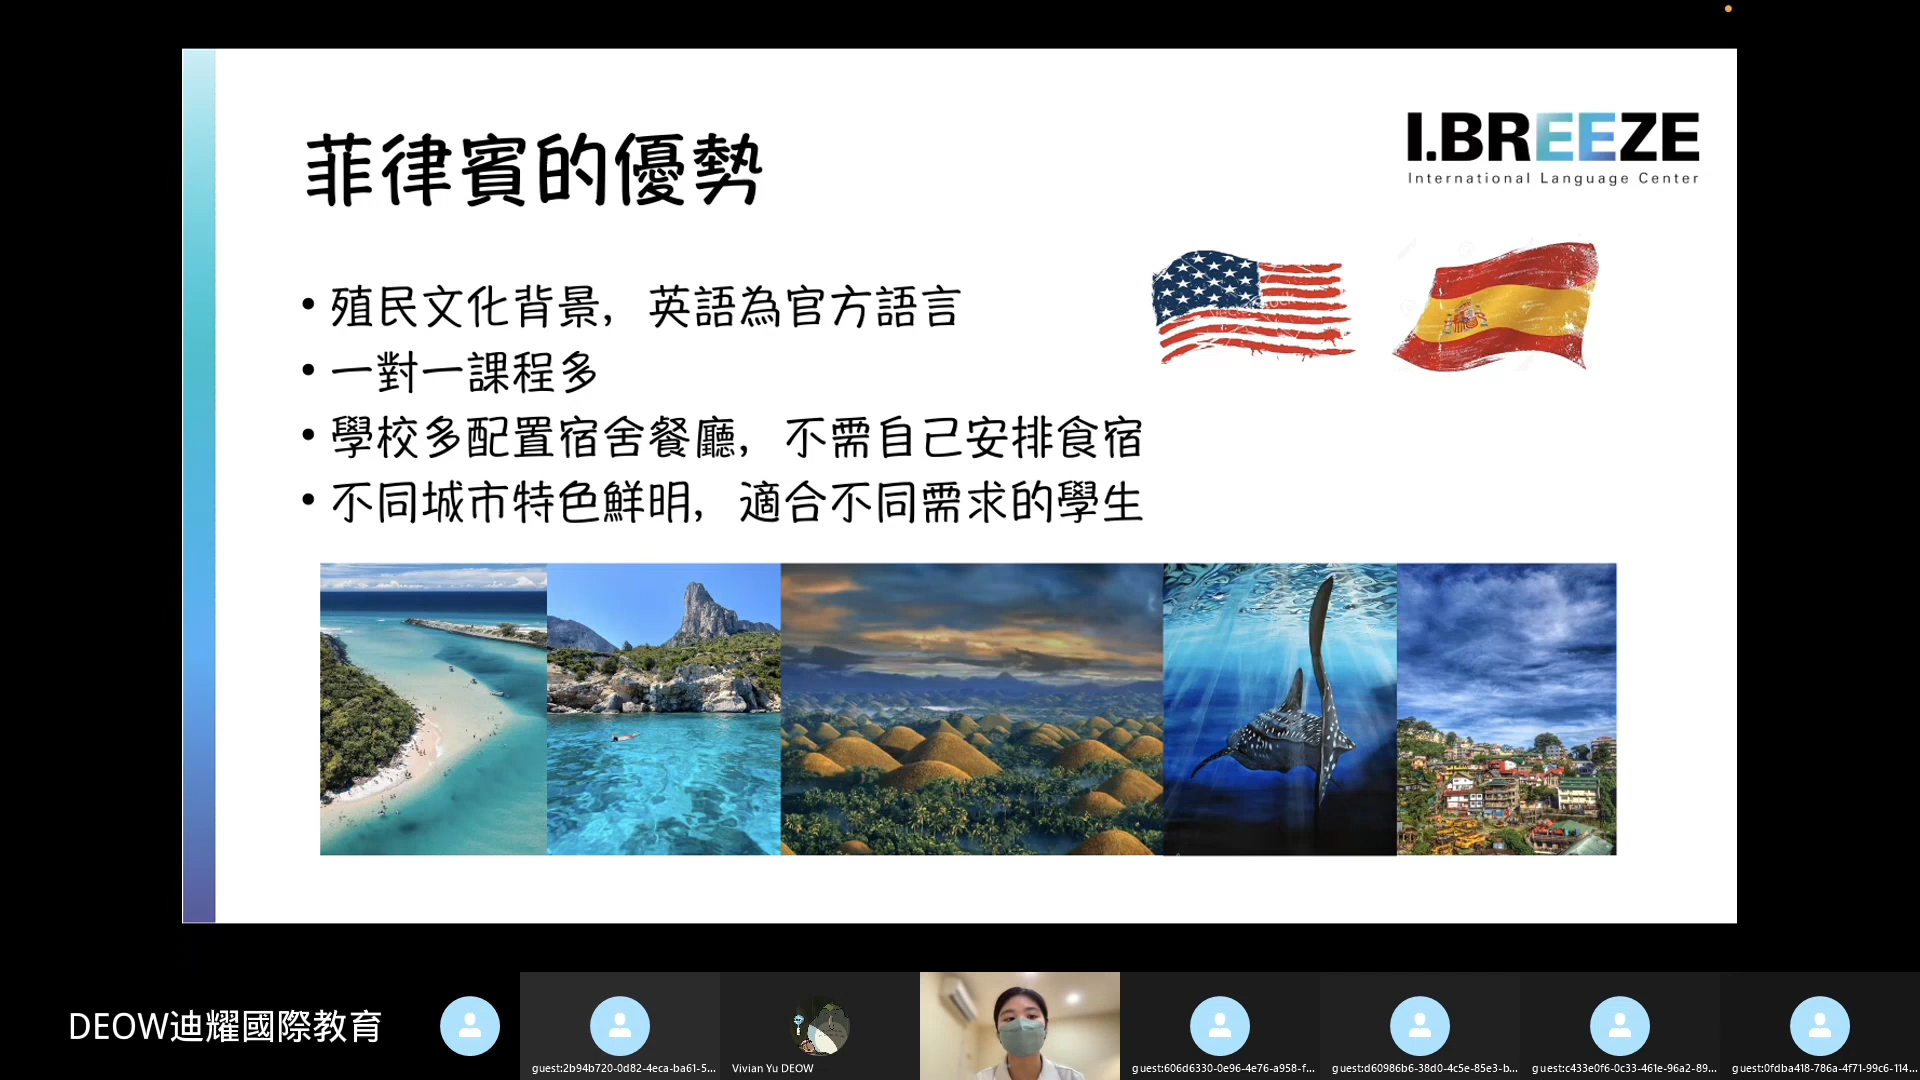 I.BREEZE
International Language Center
菲律賓的優勢
• 殖民文化背景，英語為官方語言
• 一對一課程多
• 學校多配置宿舍餐廳，不需自己安排食宿
• 不同城市特色鮮明，適合不同需求的學生
DEOW迪耀國際教育
guest:2b94b720-0d82-4eca-ba61-5...
Vivian Yu DEOW
guest:606d6330-0e96-4e76-a958-f...
guest:d60986b6-38d0-4c5e-85e3-b...
guest:c433e0f6-0c33-461e-96a2-89...
guest:0fdba418-786a-4f71-99c6-114...